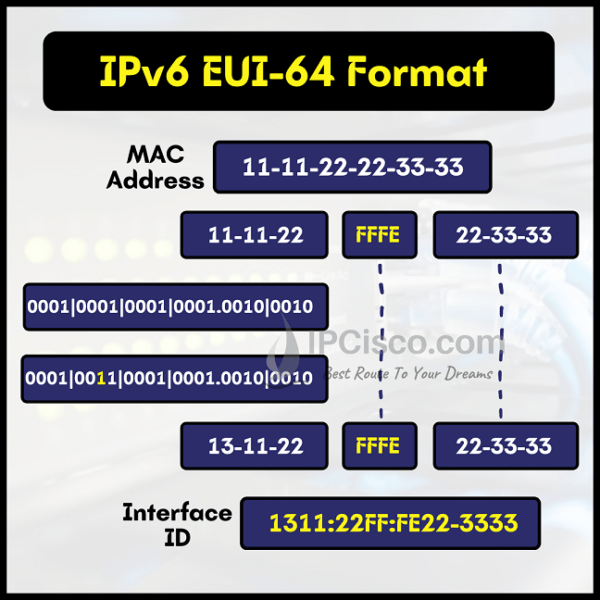 IPv6 EUI-64 Format
MAC
Address
11-11-22-22-33-33
11-11-22
FFFE
22-33-33
0001|0001|0001|0001.0010|0010
IPCisco.com
0001|0011|0001|0001.0010|0010
Best Route To Your Dreams
13-11-22
FFFE
22-33-33
Interface
ID
1311:22FF:FE22-3333